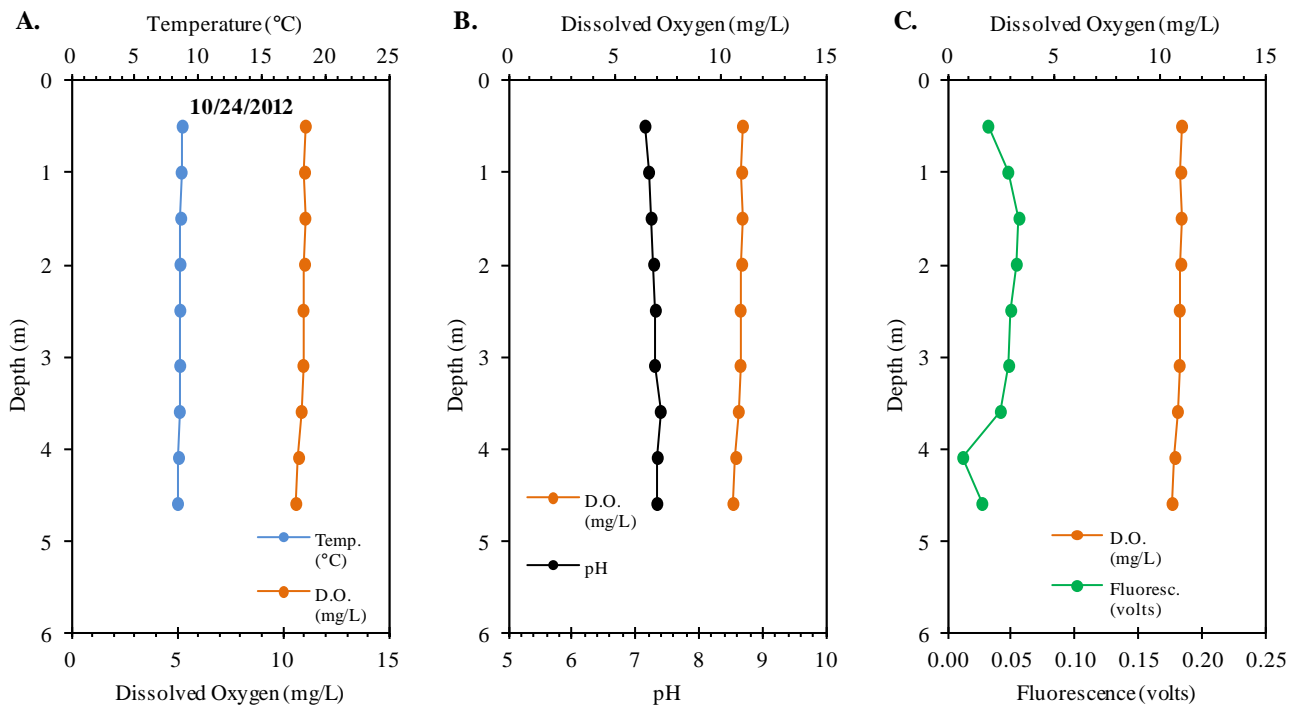 A.
Temperature (°C)
0 5 10 15 20 25
10/24/2012
0
1
2
3
4
5
6
Depth (m)
Temp.
(°C)
D.O.
(mg/L)
0 5 10 15
Dissolved Oxygen (mg/L)
B.
Dissolved Oxygen (mg/L)
0 5 10 15
0
1
2
3
4
5
6
Depth (m)
D.O.
(mg/L)
pH
5 6 7 8 9 10
pH
C.
Dissolved Oxygen (mg/L)
0 5 10 15
0
1
2
3
4
5
6
Depth (m)
D.O.
(mg/L)
Fluoresc.
(volts)
0.00 0.05 0.10 0.15 0.20 0.25
Fluorescence (volts)